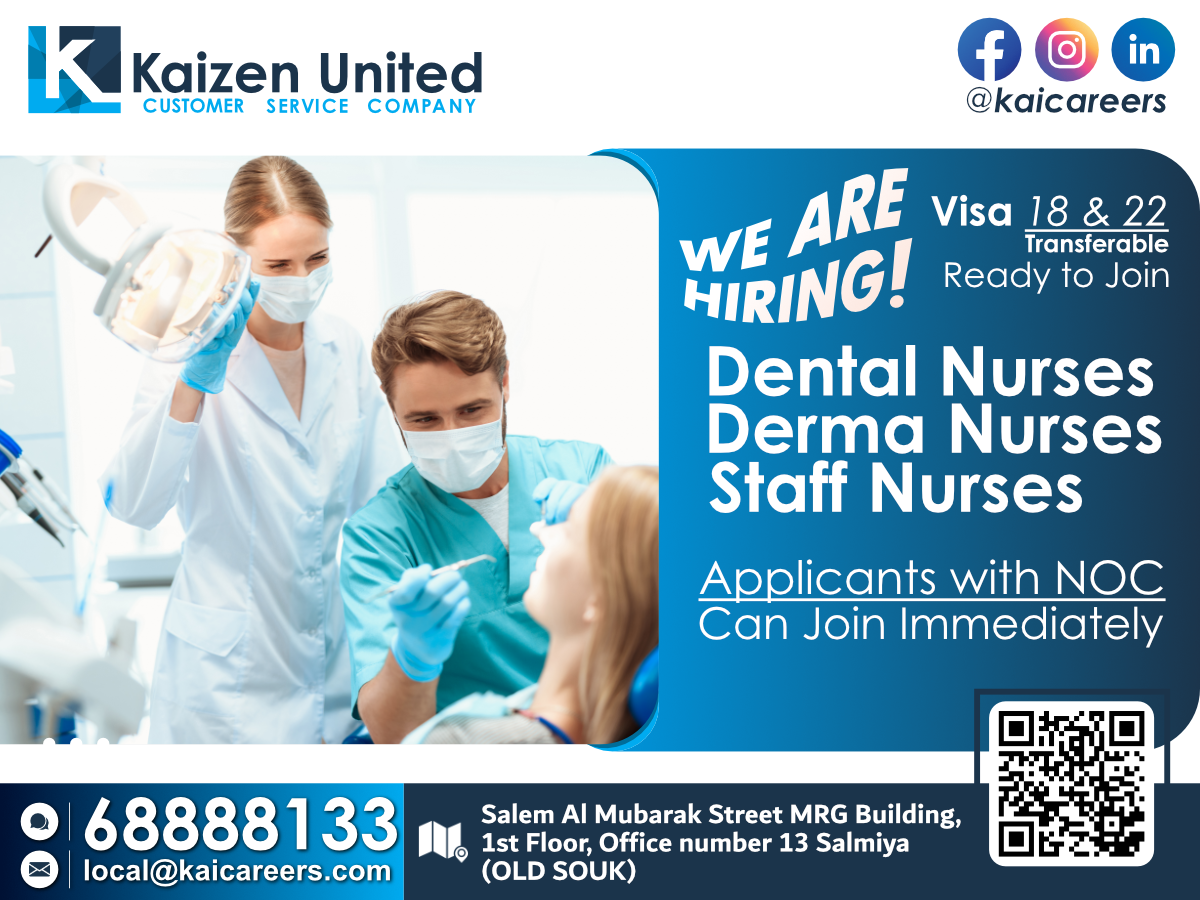 K
Kaizen United
CUSTOMER SERVICE COMPANY
f
in
@kaicareers
WE ARE
HIRING!
Visa 18 & 22
Transferable
Ready to Join
Dental Nurses
Derma Nurses
Staff Nurses
Applicants with NOC
Can Join Immediately
68888133
local@kaicareers.com
Salem Al Mubarak Street MRG Building,
1st Floor, Office number 13 Salmiya
(OLD SOUK)